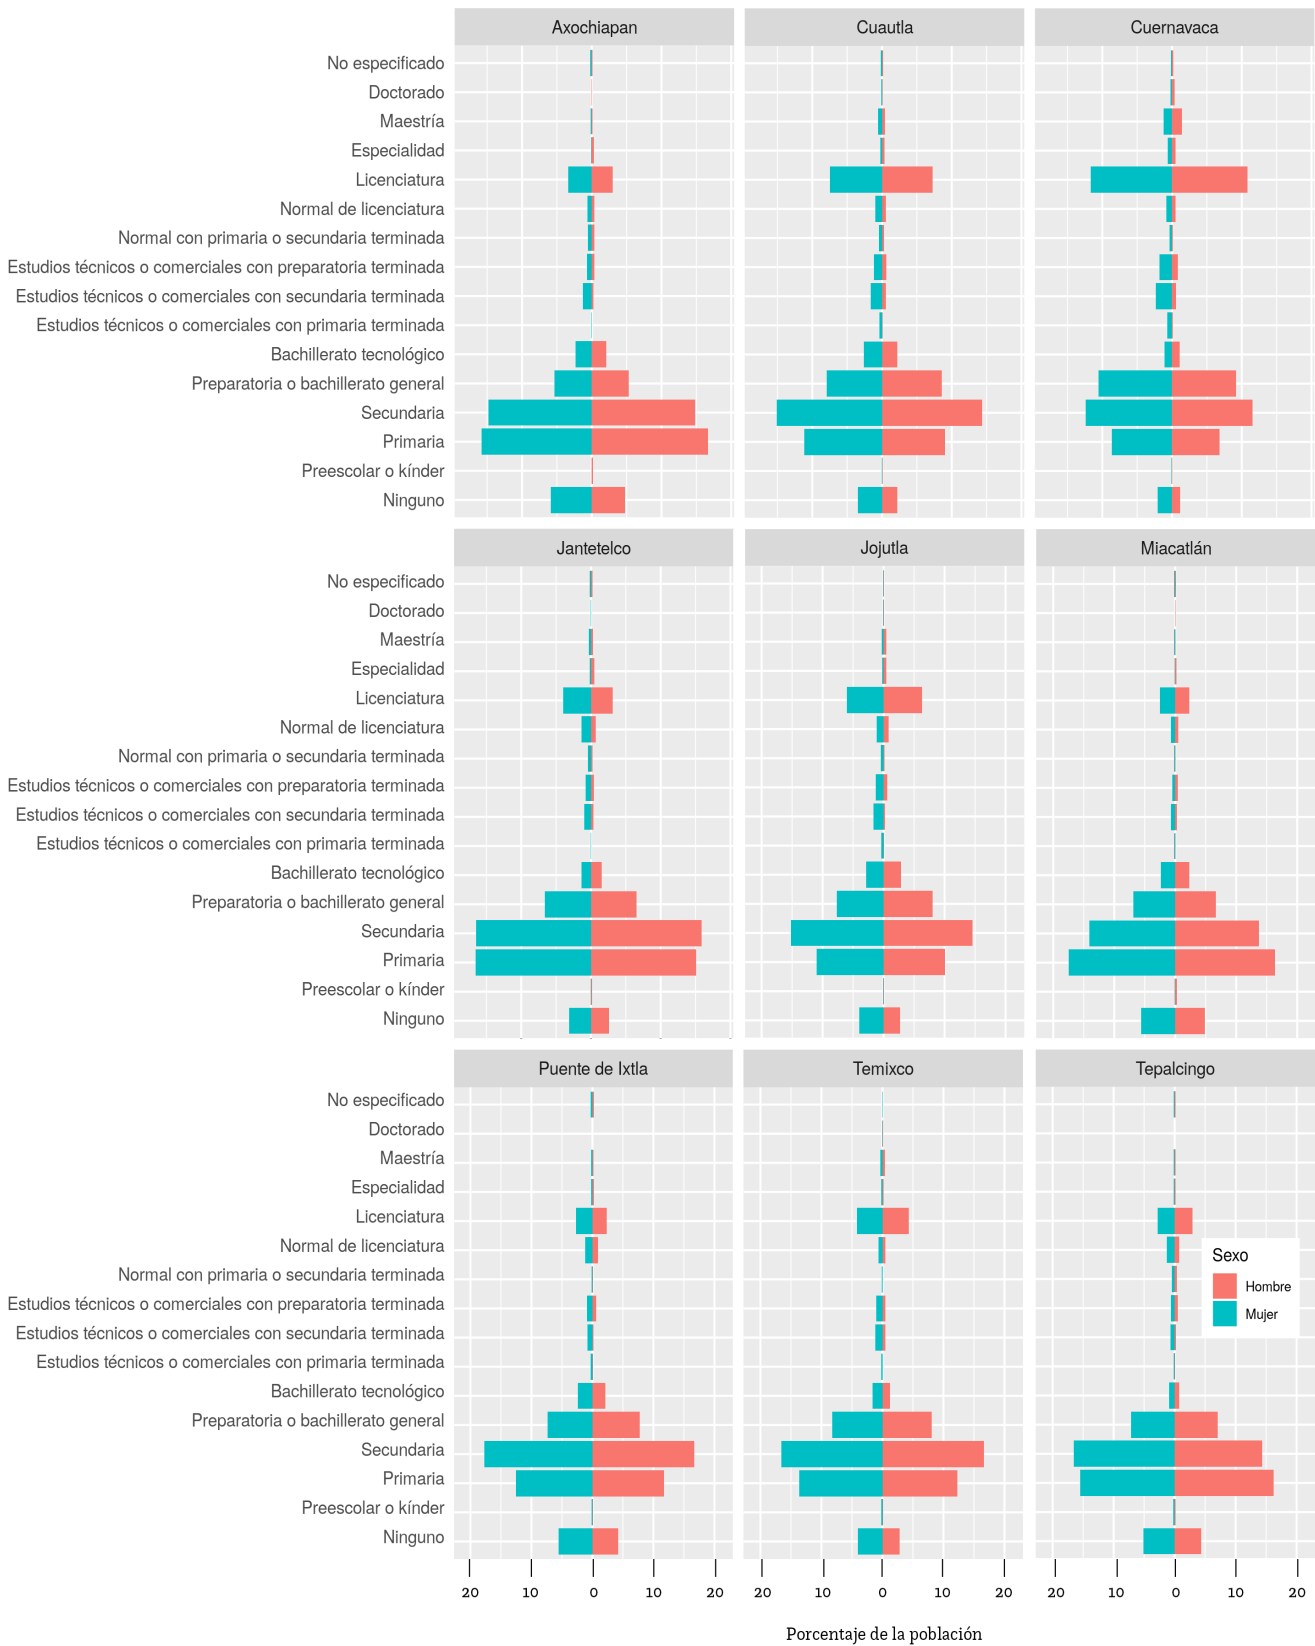 Axochiapan Cuautla Cuernavaca
No especificado
Doctorado
Maestría
Especialidad
Licenciatura
Normal de licenciatura
Normal con primaria o secundaria terminada
Estudios técnicos o comerciales con preparatoria terminada
Estudios técnicos o comerciales con secundaria terminada
Estudios técnicos o comerciales con primaria terminada
Bachillerato tecnológico
Preparatoria o bachillerato general
Secundaria
Primaria
Preescolar o kínder
Ninguno
Jantetelco Jojutla Miacatlán
No especificado
Doctorado
Maestría
Especialidad
Licenciatura
Normal de licenciatura
Normal con primaria o secundaria terminada
Estudios técnicos o comerciales con preparatoria terminada
Estudios técnicos o comerciales con secundaria terminada
Estudios técnicos o comerciales con primaria terminada
Bachillerato tecnológico
Preparatoria o bachillerato general
Secundaria
Primaria
Preescolar o kínder
Ninguno
Puente de Ixtla Temixco Tepalcingo
No especificado
Doctorado
Maestría
Especialidad
Licenciatura
Normal de licenciatura
Normal con primaria o secundaria terminada
Estudios técnicos o comerciales con preparatoria terminada
Estudios técnicos o comerciales con secundaria terminada
Estudios técnicos o comerciales con primaria terminada
Bachillerato tecnológico
Preparatoria o bachillerato general
Secundaria
Primaria
Preescolar o kínder
Ninguno
Sexo
Hombre
Mujer
20 10 0 10 20 20 10 0 10 20 20 10 0 10 20
Porcentaje de la población